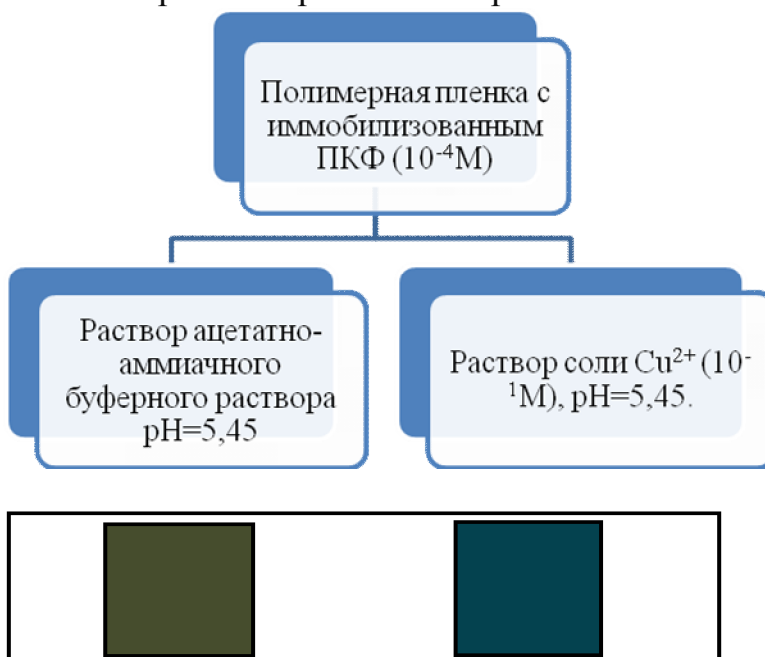 Полимерная пленка с
иммобилизованным
ПКФ (10⁻⁴М)
Раствор ацетатно-
аммиачного
буферного раствора
pH=5,45
Раствор соли Cu²⁺ (10⁻
¹М), pH=5,45.